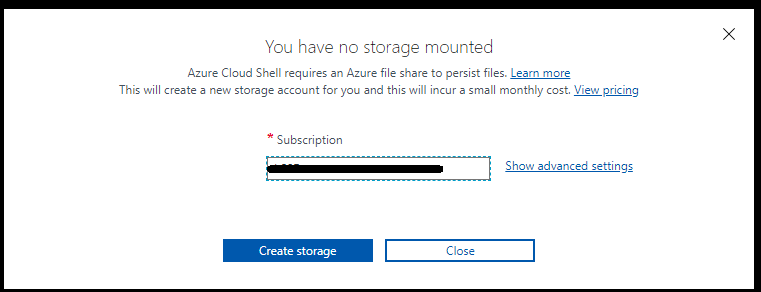 You have no storage mounted
Azure Cloud Shell requires an Azure file share to persist files. Learn more
This will create a new storage account for you and this will incur a small monthly cost. View pricing
* Subscription
Show advanced settings
Create storage
Close